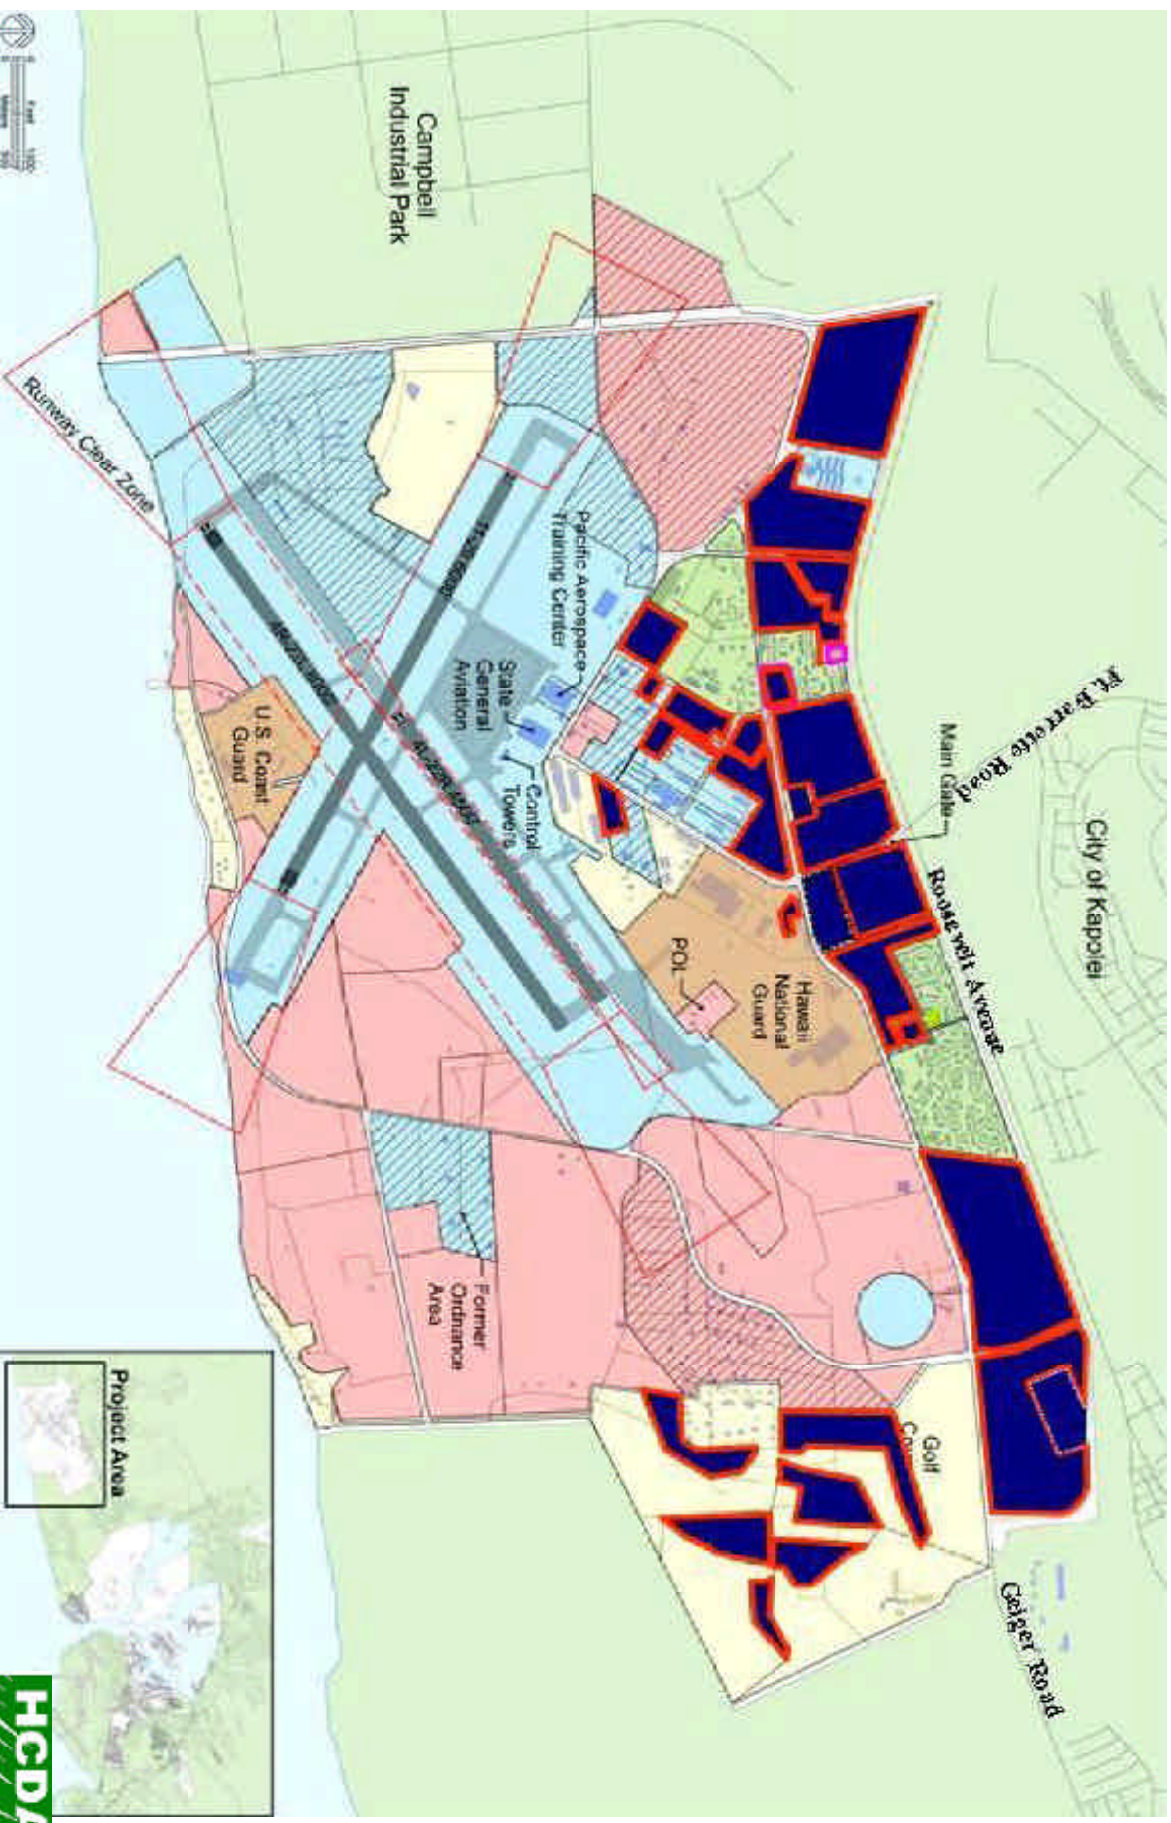 City of Kapolei
Ft. Barrette Road
Main Gate
Roosevelt Avenue
Geiger Road
Campbell
Industrial Park
Runway Clear Zone
Pacific Aerospace
Training Center
State
General
Aviation
Control
Towers
U.S. Coast
Guard
POL
Hawaii
National
Guard
Former
Ordnance
Area
Golf
Project Area
HCDA